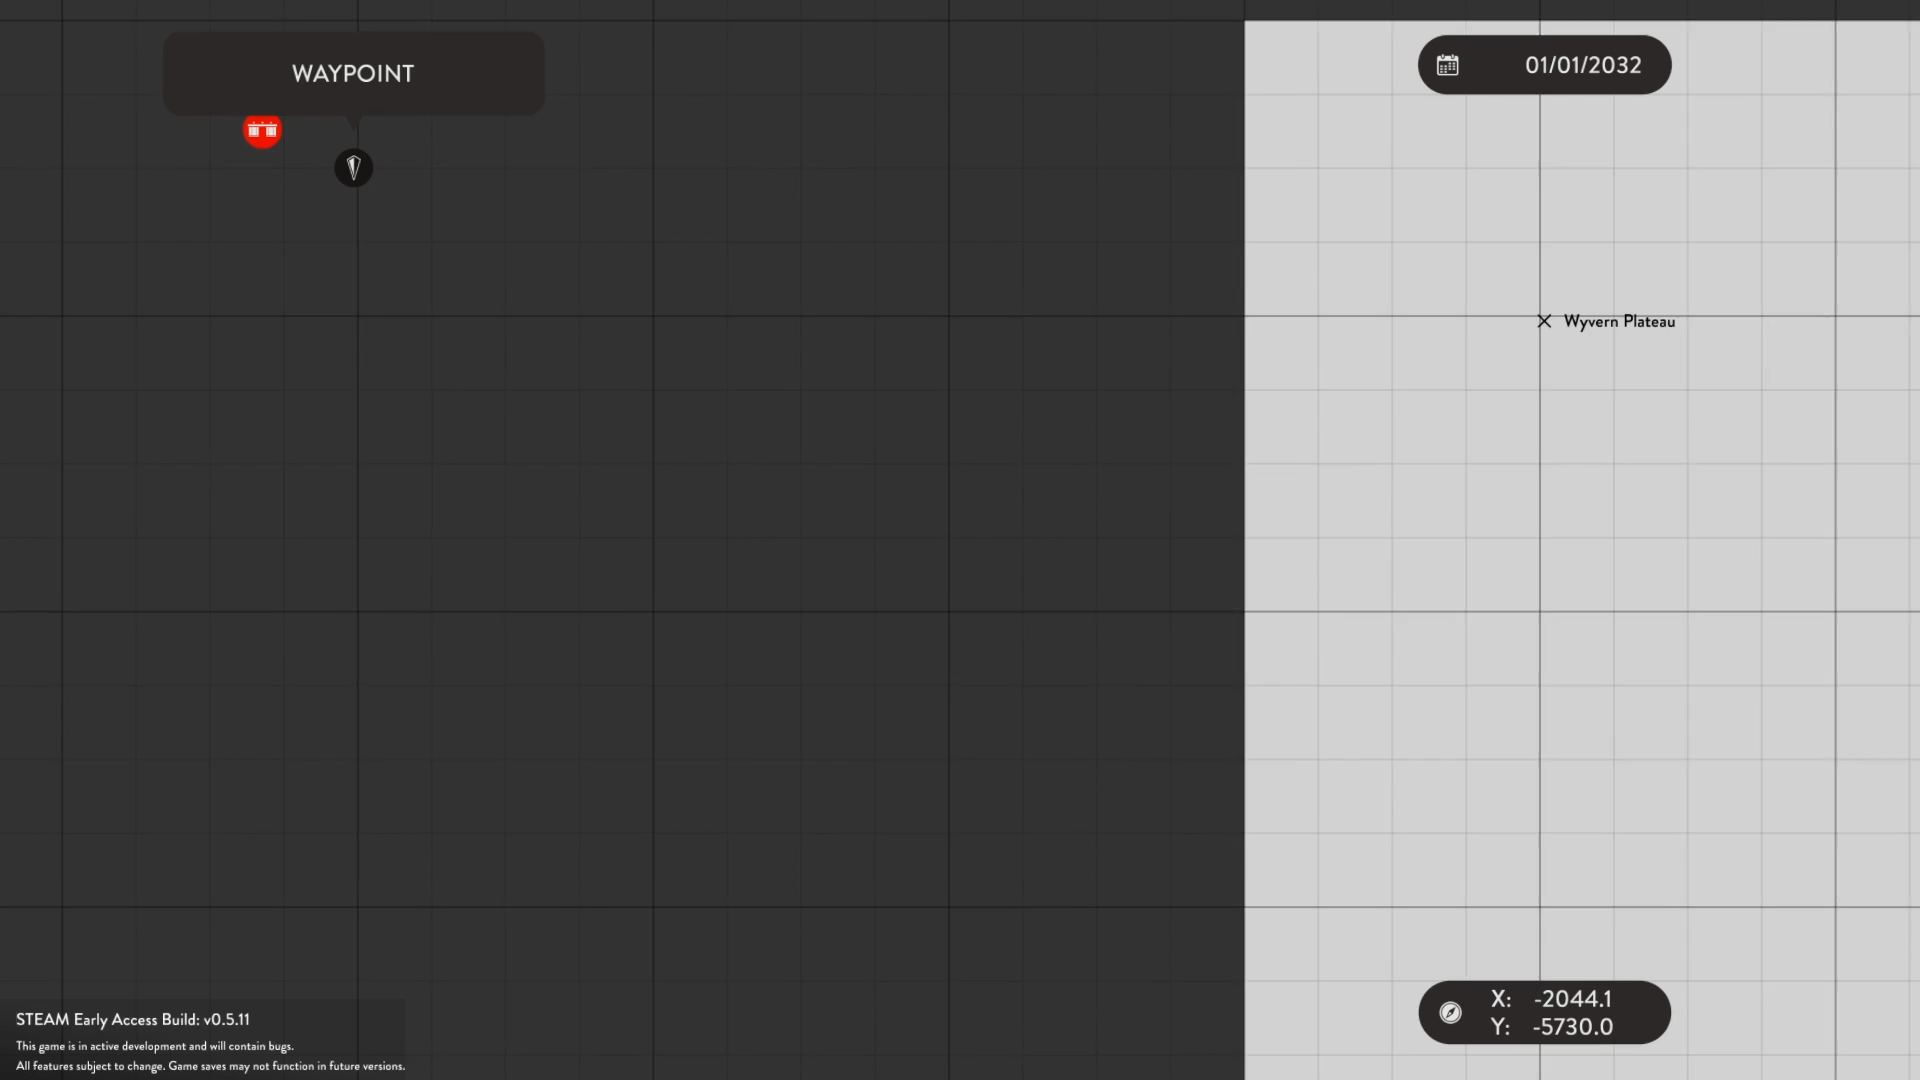 WAYPOINT
01/01/2032
Wyvern Plateau
X: -2044.1
Y: -5730.0
STEAM Early Access Build: v0.5.11
This game is in active development and will contain bugs.
All features subject to change. Game saves may not function in future versions.